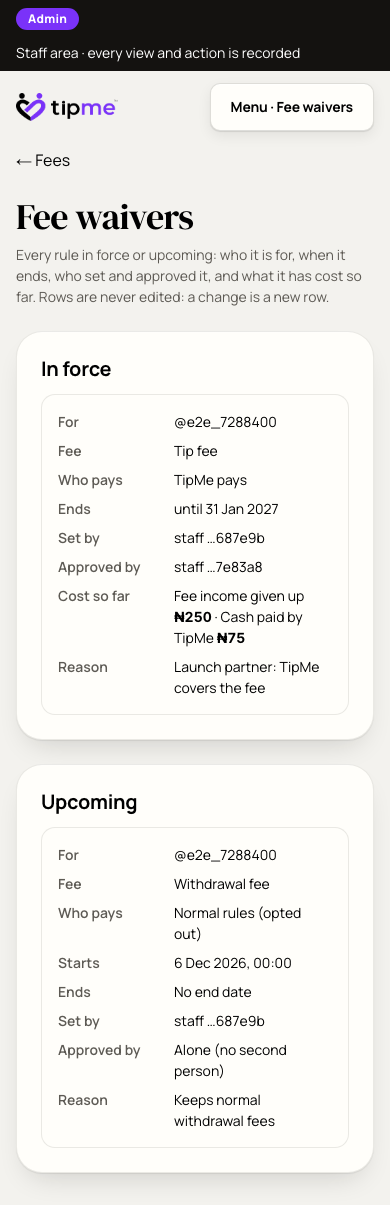 Admin
Staff area · every view and action is recorded
tipme™
Menu · Fee waivers
← Fees
Fee waivers
Every rule in force or upcoming: who it is for, when it
ends, who set and approved it, and what it has cost so
far. Rows are never edited: a change is a new row.
In force
For @e2e_7288400
Fee Tip fee
Who pays TipMe pays
Ends until 31 Jan 2027
Set by staff …687e9b
Approved by staff …7e83a8
Cost so far Fee income given up
₦250 · Cash paid by
TipMe ₦75
Reason Launch partner: TipMe
covers the fee
Upcoming
For @e2e_7288400
Fee Withdrawal fee
Who pays Normal rules (opted
out)
Starts 6 Dec 2026, 00:00
Ends No end date
Set by staff …687e9b
Approved by Alone (no second
person)
Reason Keeps normal
withdrawal fees